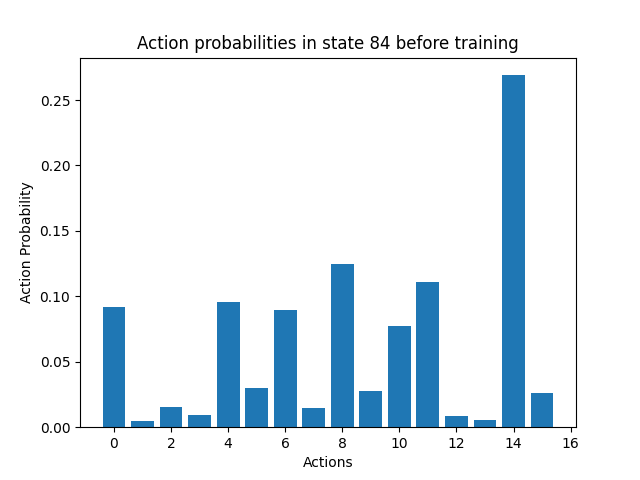 Action probabilities in state 84 before training
0.25
0.20
0.15
0.10
0.05
0.00
Action Probability
0 2 4 6 8 10 12 14 16
Actions